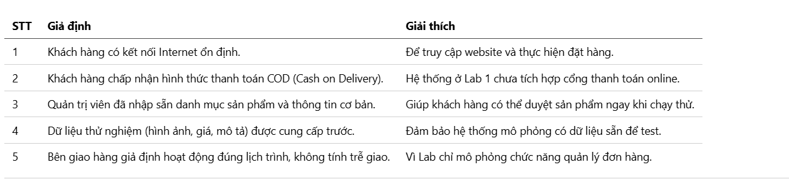 STT Giả định Giải thích
1 Khách hàng có kết nối Internet ổn định. Để truy cập website và thực hiện đặt hàng.
2 Khách hàng chấp nhận hình thức thanh toán COD (Cash on Delivery). Hệ thống ở Lab 1 chưa tích hợp cổng thanh toán online.
3 Quản trị viên đã nhập sẵn danh mục sản phẩm và thông tin cơ bản. Giúp khách hàng có thể duyệt sản phẩm ngay khi chạy thử.
4 Dữ liệu thử nghiệm (hình ảnh, giá, mô tả) được cung cấp trước. Đảm bảo hệ thống mô phỏng có dữ liệu sẵn để test.
5 Bên giao hàng giả định hoạt động đúng lịch trình, không tính trễ giao. Vì Lab chỉ mô phỏng chức năng quản lý đơn hàng.